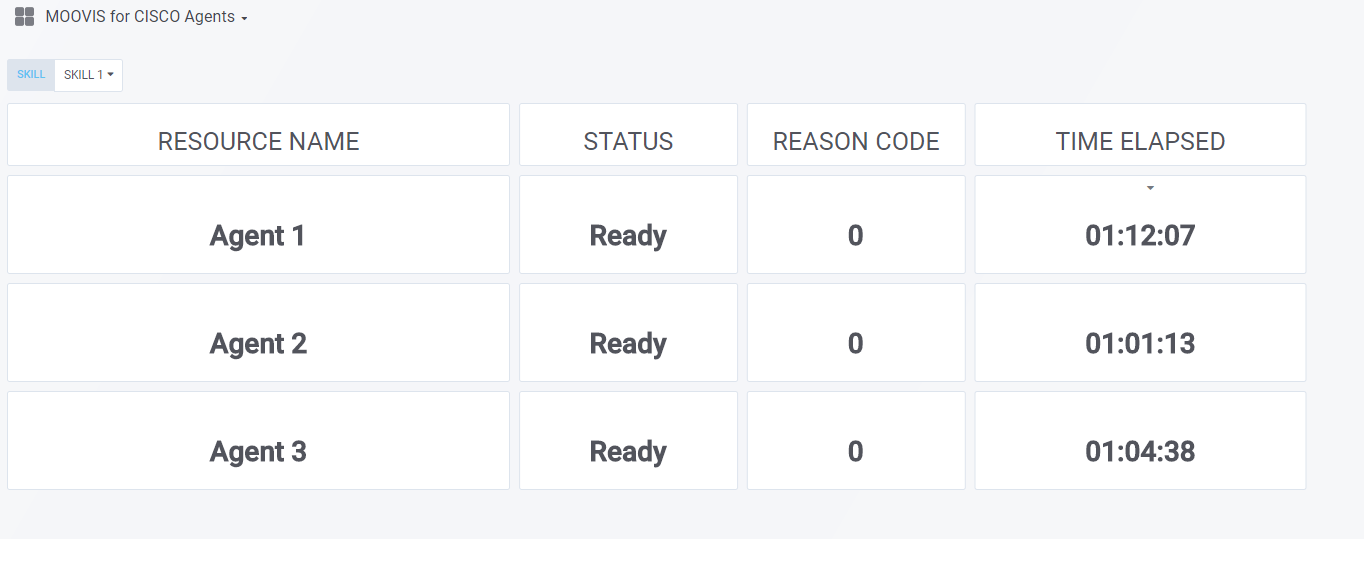 MOOVIS for CISCO Agents
SKILL SKILL 1
RESOURCE NAME STATUS REASON CODE TIME ELAPSED
Agent 1 Ready 0 01:12:07
Agent 2 Ready 0 01:01:13
Agent 3 Ready 0 01:04:38